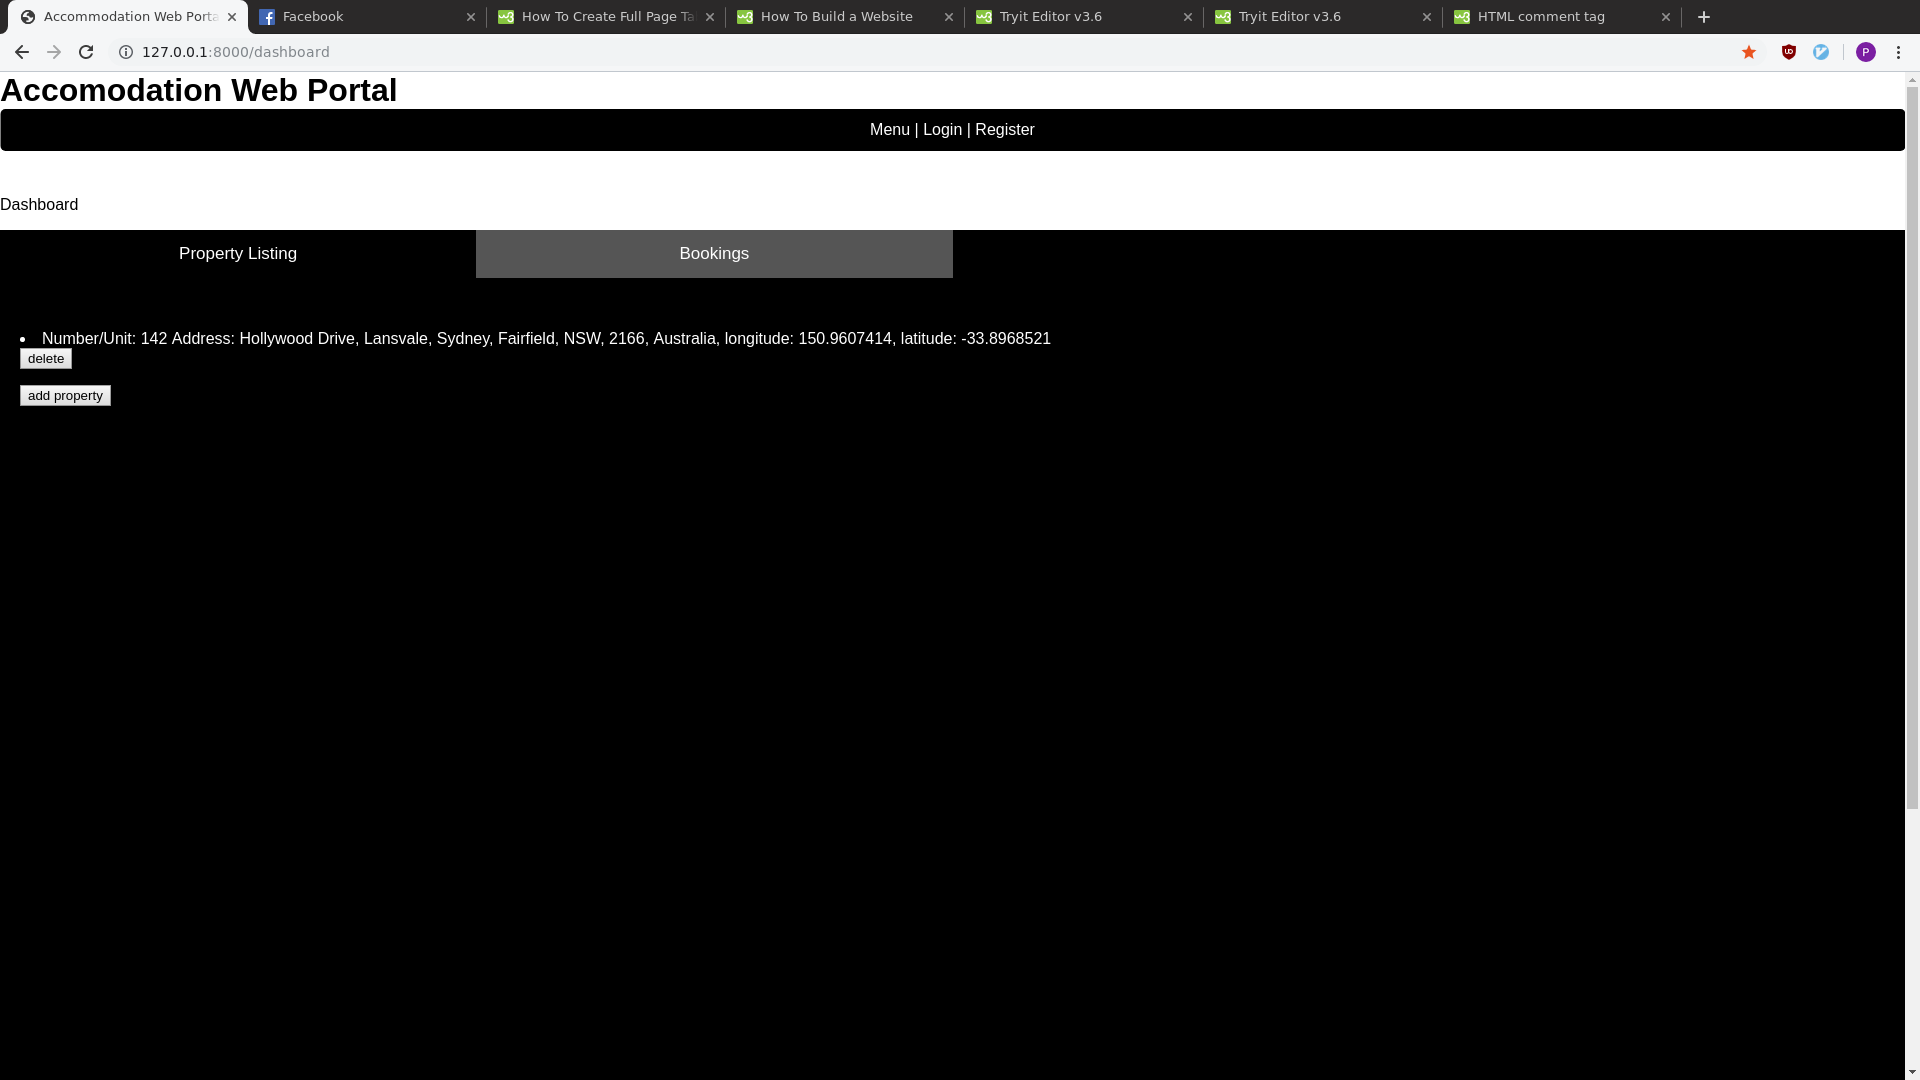 Accommodation Web Porta
Facebook
How To Create Full Page Ta
How To Build a Website
Tryit Editor v3.6
Tryit Editor v3.6
HTML comment tag
127.0.0.1:8000/dashboard
P
Accomodation Web Portal
Menu | Login | Register
Dashboard
Property Listing
Bookings
Number/Unit: 142 Address: Hollywood Drive, Lansvale, Sydney, Fairfield, NSW, 2166, Australia, longitude: 150.9607414, latitude: -33.8968521
delete
add property